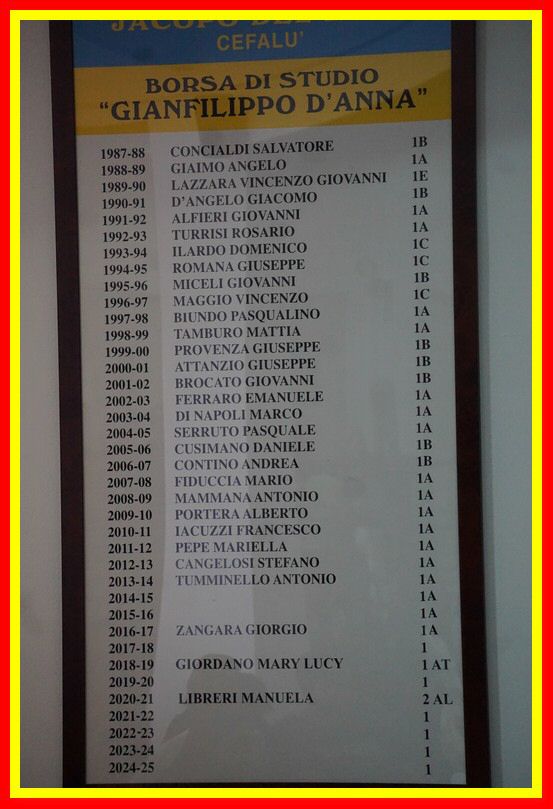 CEFALU'
BORSA DI STUDIO
"GIANFILIPPO D'ANNA"
1987-88 CONCIALDI SALVATORE 1B
1988-89 GIAIMO ANGELO 1A
1989-90 LAZZARA VINCENZO GIOVANNI 1E
1990-91 D'ANGELO GIACOMO 1B
1991-92 ALFIERI GIOVANNI 1A
1992-93 TURRISI ROSARIO 1A
1993-94 ILARDO DOMENICO 1C
1994-95 ROMANA GIUSEPPE 1C
1995-96 MICELI GIOVANNI 1B
1996-97 MAGGIO VINCENZO 1C
1997-98 BIUNDO PASQUALINO 1A
1998-99 TAMBURO MATTIA 1A
1999-00 PROVENZA GIUSEPPE 1B
2000-01 ATTANZIO GIUSEPPE 1B
2001-02 BROCATO GIOVANNI 1B
2002-03 FERRARO EMANUELE 1A
2003-04 DI NAPOLI MARCO 1A
2004-05 SERRUTO PASQUALE 1A
2005-06 CUSIMANO DANIELE 1B
2006-07 CONTINO ANDREA 1B
2007-08 FIDUCCIA MARIO 1A
2008-09 MAMMANA ANTONIO 1A
2009-10 PORTERA ALBERTO 1A
2010-11 IACUZZI FRANCESCO 1A
2011-12 PEPE MARIELLA 1A
2012-13 CANGELOSI STEFANO 1A
2013-14 TUMMINELLO ANTONIO 1A
2014-15 1A
2015-16 1A
2016-17 ZANGARA GIORGIO 1A
2017-18 1
2018-19 GIORDANO MARY LUCY 1 AT
2019-20 1
2020-21 LIBRERI MANUELA 2 AL
2021-22 1
2022-23 1
2023-24 1
2024-25 1